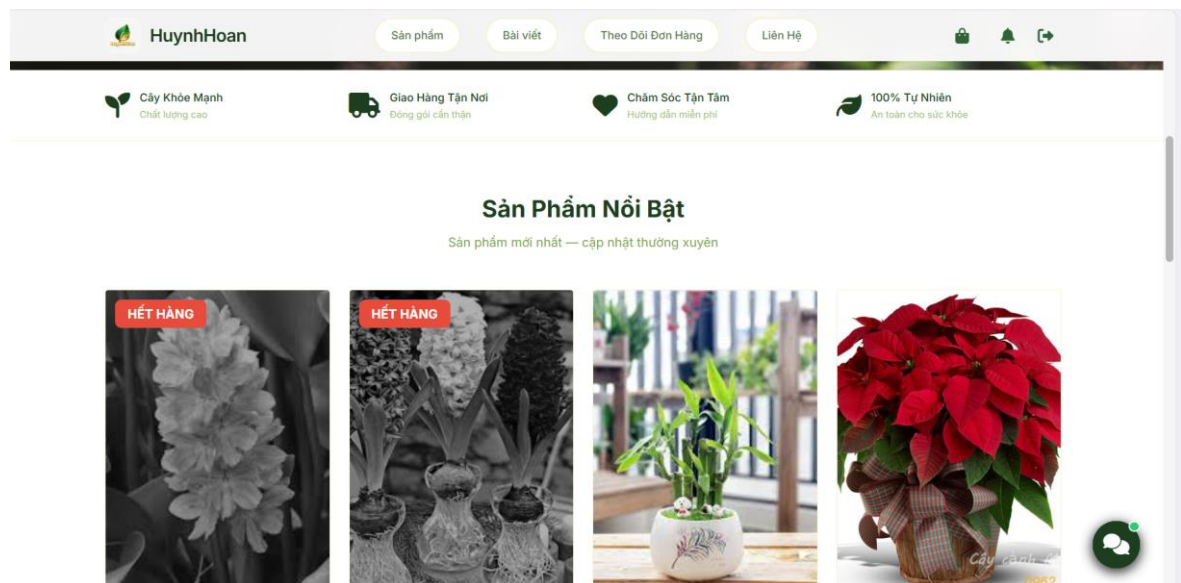 HuynhHoan
Sản phẩm
Bài viết
Theo Dõi Đơn Hàng
Liên Hệ
Cây Khỏe Mạnh
Chất lượng cao
Giao Hàng Tận Nơi
Đóng gói cẩn thận
Chăm Sóc Tận Tâm
Hướng dẫn miễn phí
100% Tự Nhiên
An toàn cho sức khỏe
Sản Phẩm Nổi Bật
Sản phẩm mới nhất — cập nhật thường xuyên
HẾT HÀNG
HẾT HÀNG
Cây cảnh
0962